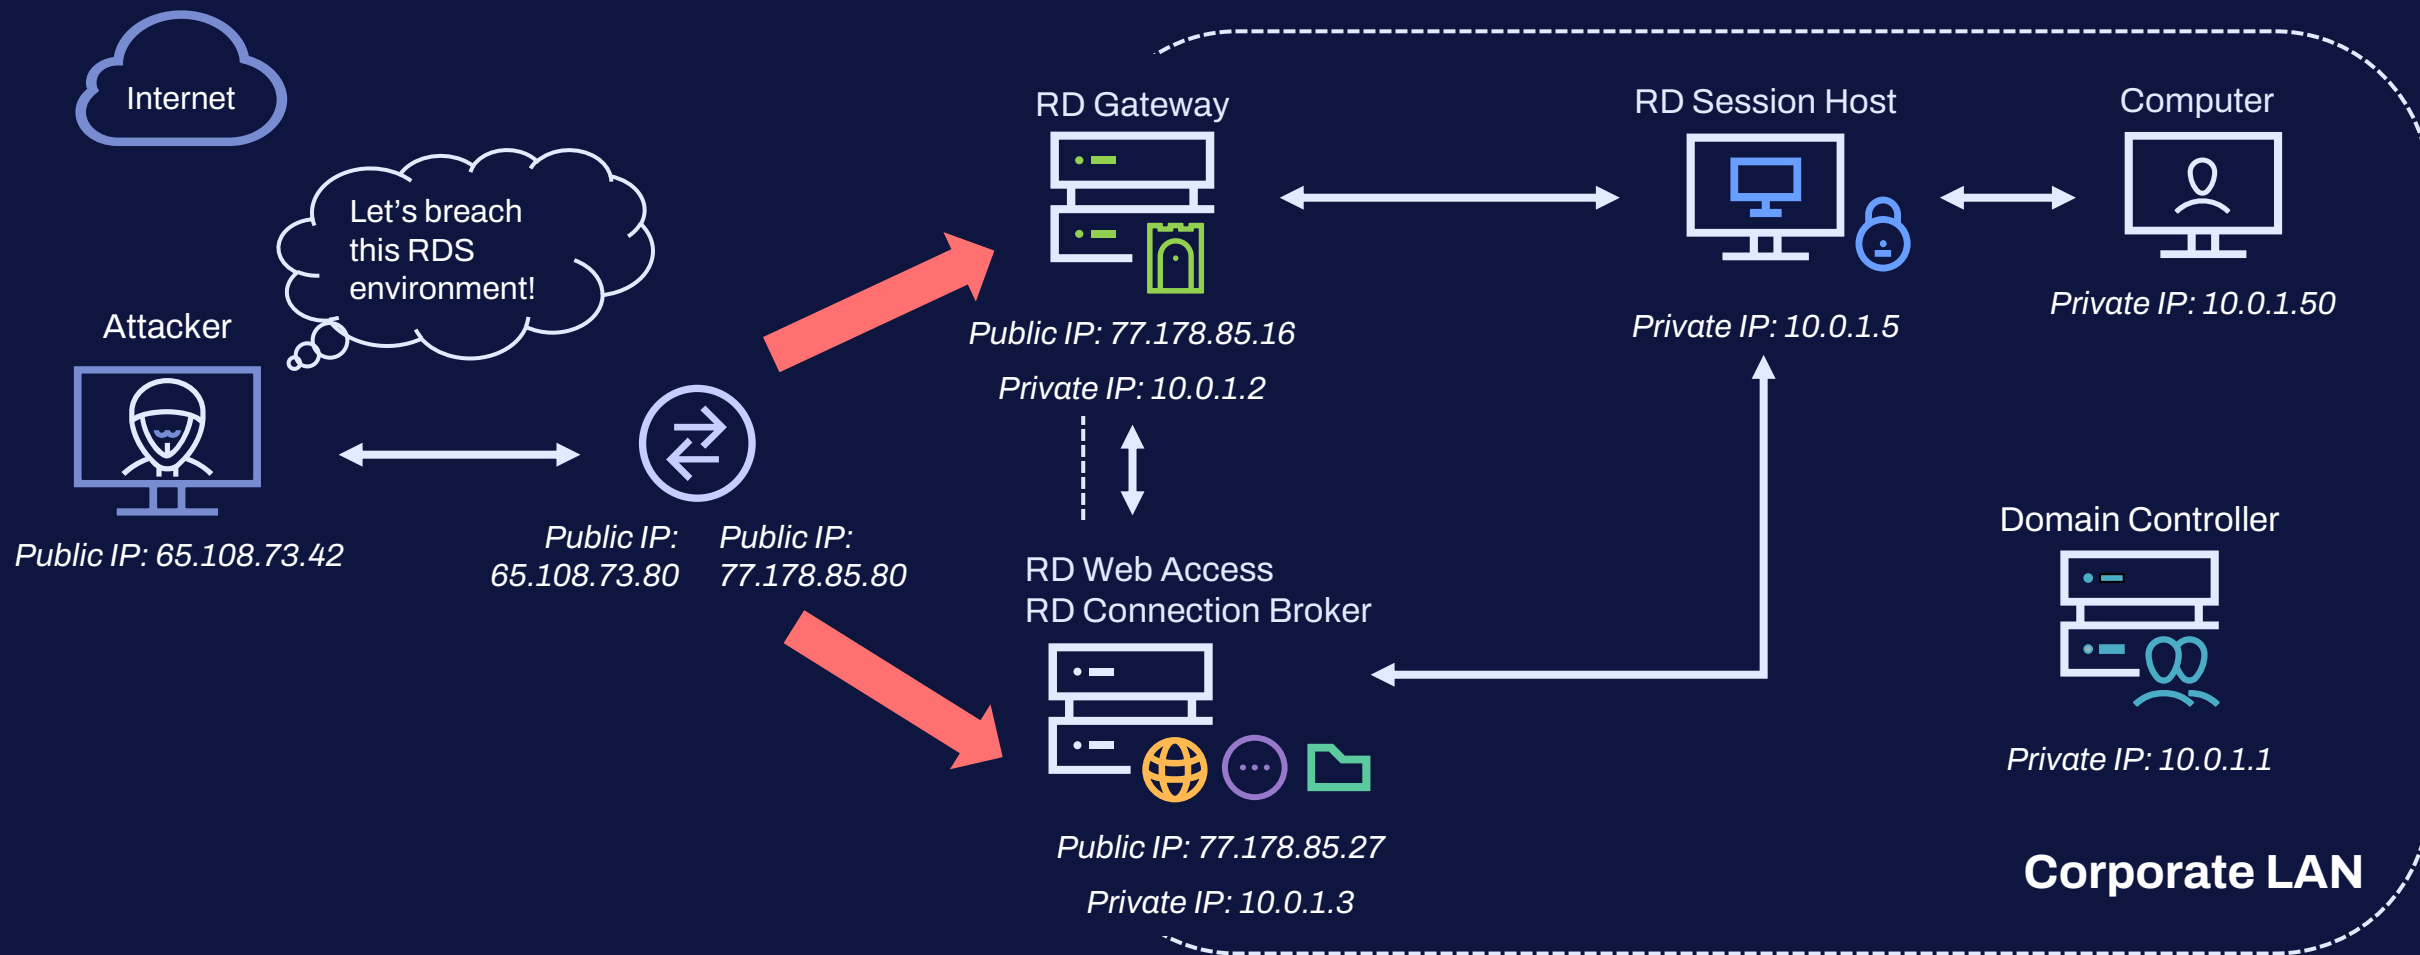 Internet
Let’s breach
this RDS
environment!
Attacker
Public IP: 65.108.73.42
Public IP:
65.108.73.80
Public IP:
77.178.85.80
RD Gateway
Public IP: 77.178.85.16
Private IP: 10.0.1.2
RD Web Access
RD Connection Broker
Public IP: 77.178.85.27
Private IP: 10.0.1.3
RD Session Host
Private IP: 10.0.1.5
Computer
Private IP: 10.0.1.50
Domain Controller
Private IP: 10.0.1.1
Corporate LAN